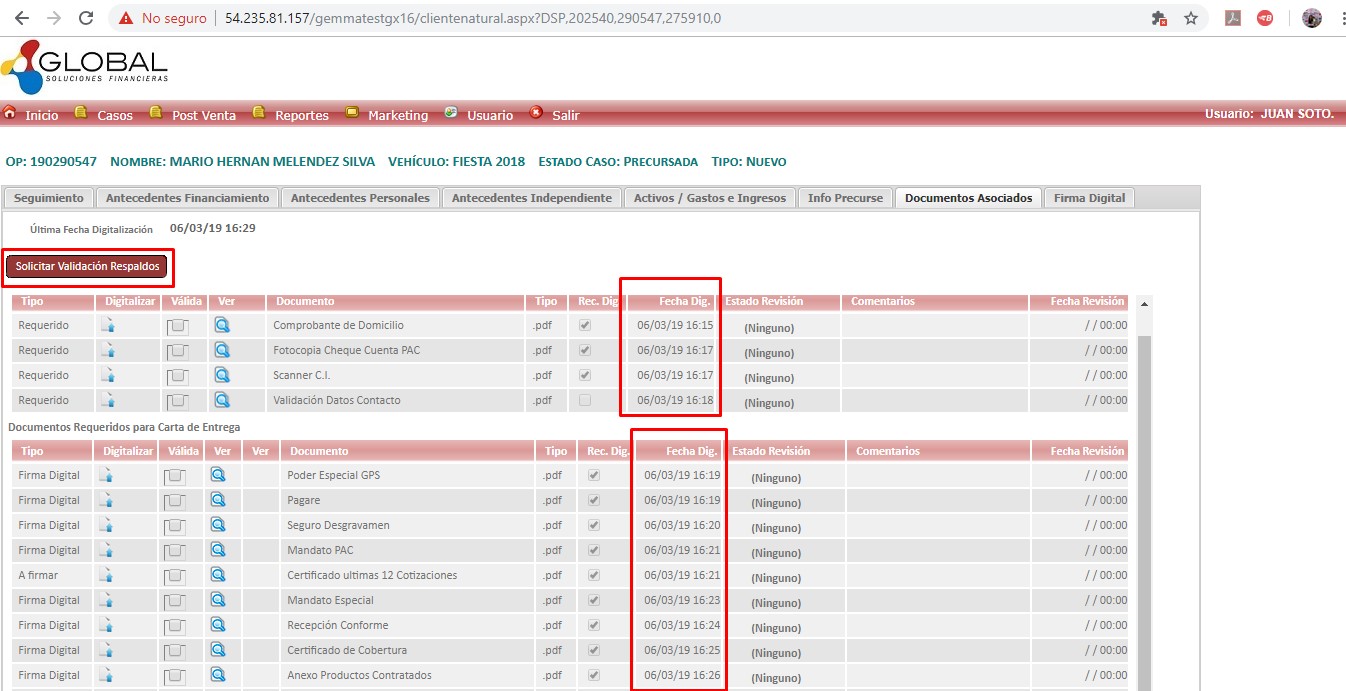 No seguro 54.235.81.157/gemmatestgx16/clientenatural.aspx?DSP,202540,290547,275910,0
GLOBAL
SOLUCIONES FINANCIERAS
Inicio Casos Post Venta Reportes Marketing Usuario Salir Usuario: JUAN SOTO.
OP: 190290547 NOMBRE: MARIO HERNAN MELENDEZ SILVA VEHÍCULO: FIESTA 2018 ESTADO CASO: PRECURSADA TIPO: NUEVO
Seguimiento Antecedentes Financiamiento Antecedentes Personales Antecedentes Independiente Activos / Gastos e Ingresos Info Precurse Documentos Asociados Firma Digital
Última Fecha Digitalización 06/03/19 16:29
Solicitar Validación Respaldos
Tipo Digitalizar Válida Ver Documento Tipo Rec. Dig Fecha Dig. Estado Revisión Comentarios Fecha Revisión
Requerido Comprobante de Domicilio .pdf 06/03/19 16:15 (Ninguno) / / 00:00
Requerido Fotocopia Cheque Cuenta PAC .pdf 06/03/19 16:17 (Ninguno) / / 00:00
Requerido Scanner C.I. .pdf 06/03/19 16:17 (Ninguno) / / 00:00
Requerido Validación Datos Contacto .pdf 06/03/19 16:18 (Ninguno) / / 00:00
Documentos Requeridos para Carta de Entrega
Tipo Digitalizar Válida Ver Ver Documento Tipo Rec. Dig. Fecha Dig. Estado Revisión Comentarios Fecha Revisión
Firma Digital Poder Especial GPS .pdf 06/03/19 16:19 (Ninguno) / / 00:00
Firma Digital Pagare .pdf 06/03/19 16:19 (Ninguno) / / 00:00
Firma Digital Seguro Desgravamen .pdf 06/03/19 16:20 (Ninguno) / / 00:00
Firma Digital Mandato PAC .pdf 06/03/19 16:21 (Ninguno) / / 00:00
A firmar Certificado ultimas 12 Cotizaciones .pdf 06/03/19 16:21 (Ninguno) / / 00:00
Firma Digital Mandato Especial .pdf 06/03/19 16:23 (Ninguno) / / 00:00
Firma Digital Recepción Conforme .pdf 06/03/19 16:24 (Ninguno) / / 00:00
Firma Digital Certificado de Cobertura .pdf 06/03/19 16:25 (Ninguno) / / 00:00
Firma Digital Anexo Productos Contratados .pdf 06/03/19 16:26 (Ninguno) / / 00:00